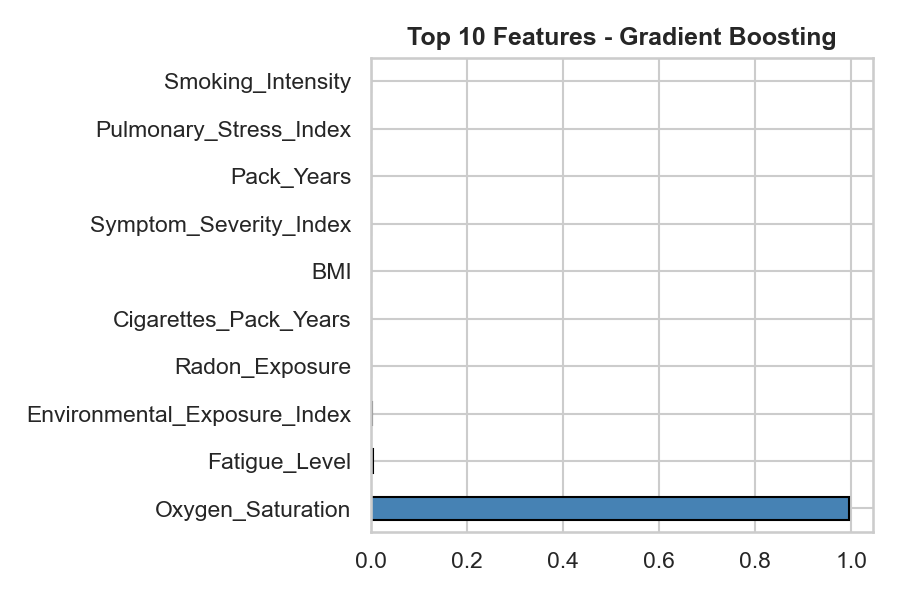 Top 10 Features - Gradient Boosting
Smoking_Intensity
Pulmonary_Stress_Index
Pack_Years
Symptom_Severity_Index
BMI
Cigarettes_Pack_Years
Radon_Exposure
Environmental_Exposure_Index
Fatigue_Level
Oxygen_Saturation
0.0 0.2 0.4 0.6 0.8 1.0